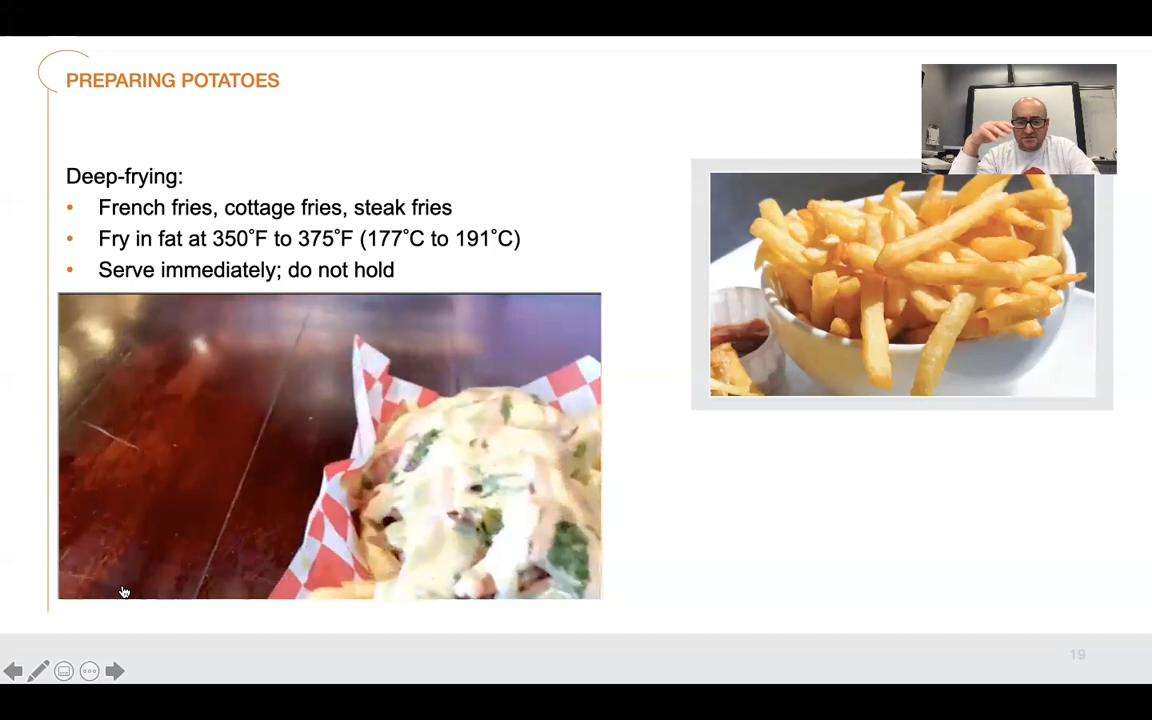 PREPARING POTATOES
Deep-frying:
• French fries, cottage fries, steak fries
• Fry in fat at 350˚F to 375˚F (177˚C to 191˚C)
• Serve immediately; do not hold
19